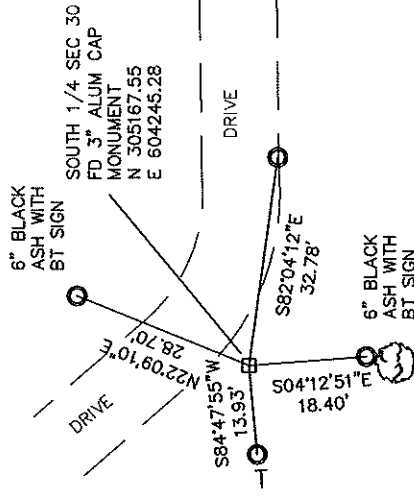 6" BLACK
ASH WITH
BT SIGN
SOUTH 1/4 SEC 30
FD 3" ALUM CAP
MONUMENT
N 305167.55
E 604245.28
DRIVE
DRIVE
N22°09'10"E
28.70'
S82°04'12"E
32.78'
S84°47'55"W
13.93'
S04°12'51"E
18.40'
6" BLACK
ASH WITH
BT SIGN